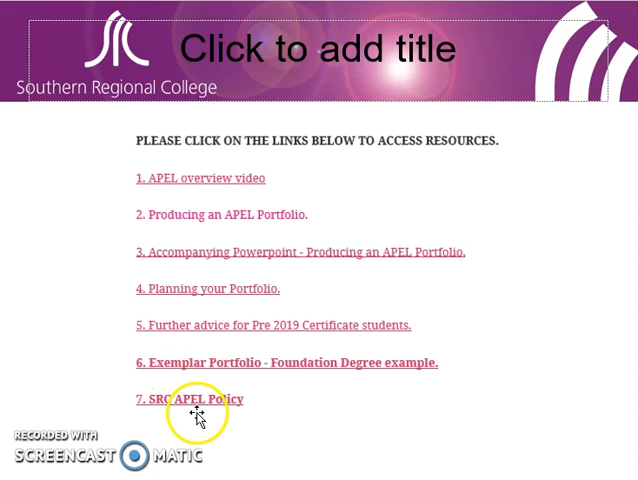 Click to add title
Southern Regional College
PLEASE CLICK ON THE LINKS BELOW TO ACCESS RESOURCES.
1. APEL overview video
2. Producing an APEL Portfolio.
3. Accompanying Powerpoint - Producing an APEL Portfolio.
4. Planning your Portfolio.
5. Further advice for Pre 2019 Certificate students.
6. Exemplar Portfolio - Foundation Degree example.
7. SRC APEL Policy
RECORDED WITH
SCREENCAST MATIC